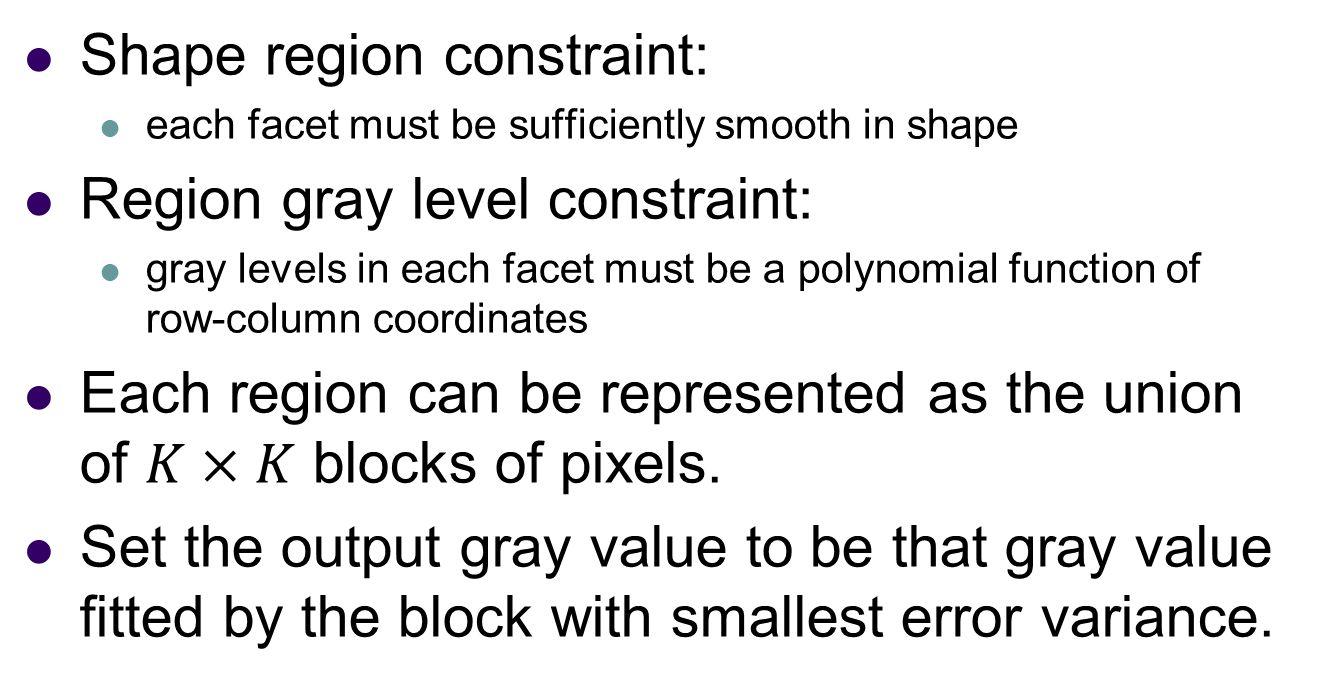 Shape region constraint:
each facet must be sufficiently smooth in shape
Region gray level constraint:
gray levels in each facet must be a polynomial function of
row-column coordinates
Each region can be represented as the union
of K × K blocks of pixels.
Set the output gray value to be that gray value
fitted by the block with smallest error variance.